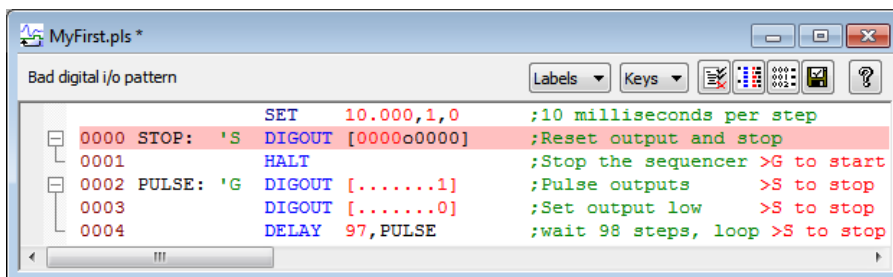 MyFirst.pls *
Bad digital i/o pattern Labels Keys
SET 10.000,1,0 ;10 milliseconds per step
0000 STOP: 'S DIGOUT [0000o0000] ;Reset output and stop
0001 HALT ;Stop the sequencer >G to start
0002 PULSE: 'G DIGOUT [.......1] ;Pulse outputs >S to stop
0003 DIGOUT [.......0] ;Set output low >S to stop
0004 DELAY 97,PULSE ;wait 98 steps, loop >S to stop